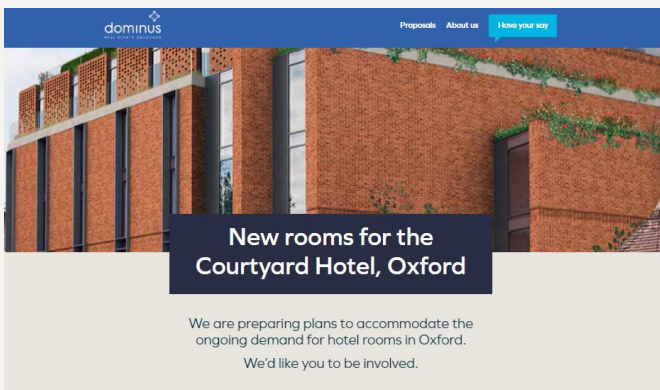 dominus
REAL ESTATE HOLDINGS
Proposals About us Have your say
New rooms for the
Courtyard Hotel, Oxford
We are preparing plans to accommodate the
ongoing demand for hotel rooms in Oxford.
We'd like you to be involved.